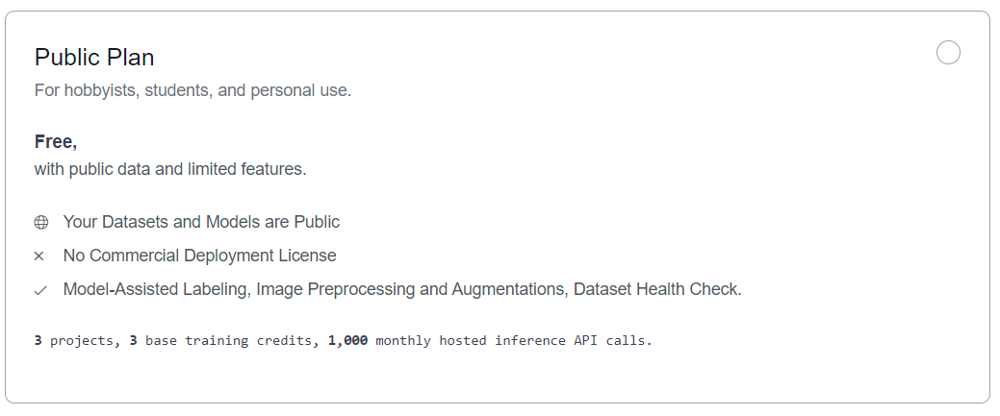 Public Plan
For hobbyists, students, and personal use.
Free,
with public data and limited features.
Your Datasets and Models are Public
No Commercial Deployment License
Model-Assisted Labeling, Image Preprocessing and Augmentations, Dataset Health Check.
3 projects, 3 base training credits, 1,000 monthly hosted inference API calls.